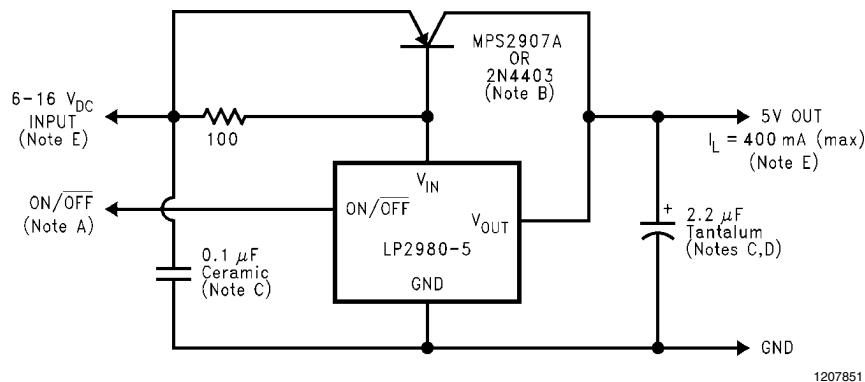 MPS2907A
OR
2N4403
(Note B)
6-16 V_DC
INPUT
(Note E)
100
5V OUT
I_L = 400 mA (max)
(Note E)
V_IN
ON/OFF
(Note A)
ON/OFF
V_OUT
LP2980-5
GND
0.1 μF
Ceramic
(Note C)
+
2.2 μF
Tantalum
(Notes C,D)
GND
1207851